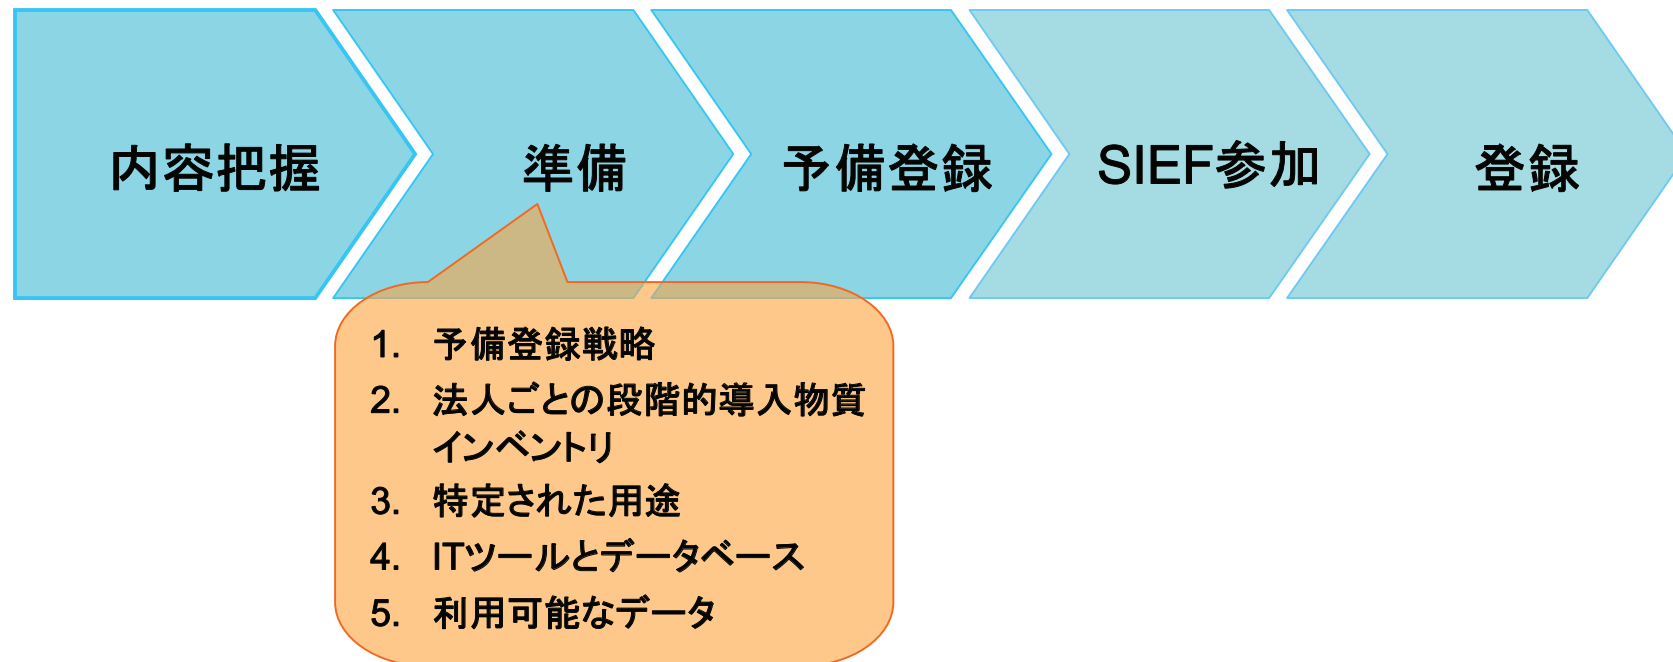 内容把握
準備
予備登録
SIEF参加
登録
1. 予備登録戦略
2. 法人ごとの段階的導入物質
インベントリ
3. 特定された用途
4. ITツールとデータベース
5. 利用可能なデータ